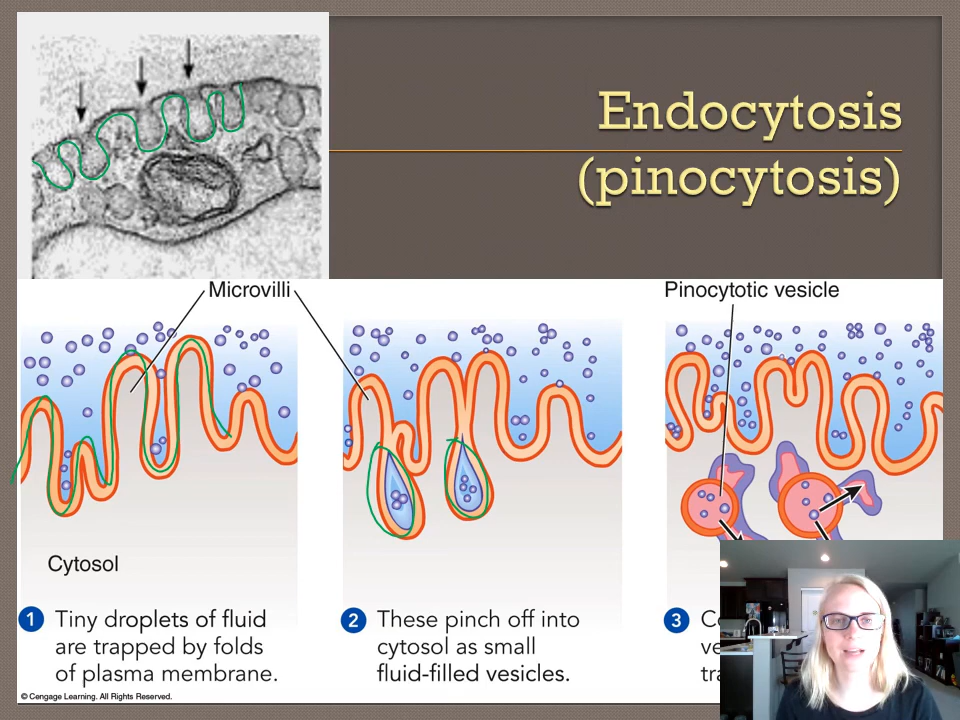 Endocytosis
(pinocytosis)
Microvilli
Pinocytotic vesicle
Cytosol
1 Tiny droplets of fluid
are trapped by folds
of plasma membrane.
2 These pinch off into
cytosol as small
fluid-filled vesicles.
3
© Cengage Learning. All Rights Reserved.